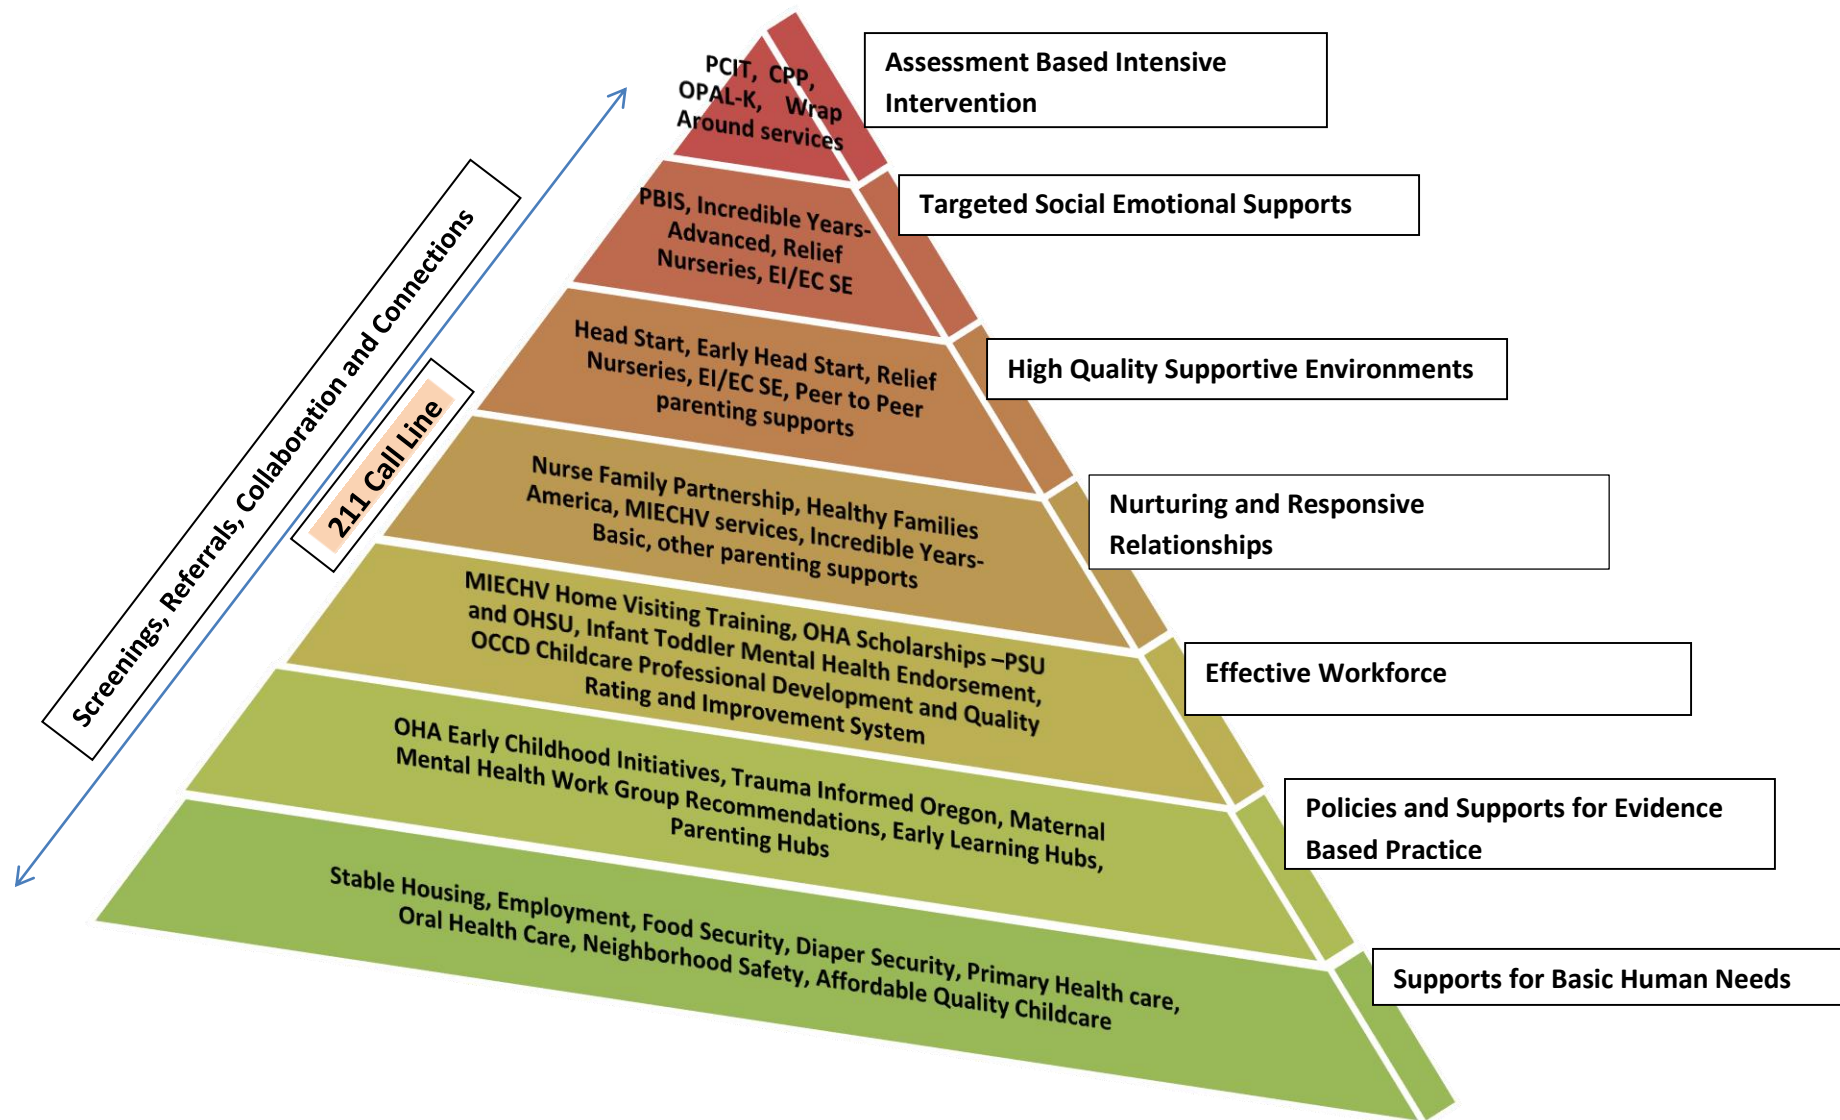 PCIT, CPP,
OPAL-K, Wrap
Around services
Assessment Based Intensive
Intervention
PBIS, Incredible Years-
Advanced, Relief
Nurseries, EI/EC SE
Targeted Social Emotional Supports
Head Start, Early Head Start, Relief
Nurseries, EI/EC SE, Peer to Peer
parenting supports
High Quality Supportive Environments
Screenings, Referrals, Collaboration and Connections
211 Call Line
Nurse Family Partnership, Healthy Families
America, MIECHV services, Incredible Years-
Basic, other parenting supports
Nurturing and Responsive
Relationships
MIECHV Home Visiting Training, OHA Scholarships –PSU
and OHSU, Infant Toddler Mental Health Endorsement,
OCCD Childcare Professional Development and Quality
Rating and Improvement System
Effective Workforce
OHA Early Childhood Initiatives, Trauma Informed Oregon, Maternal
Mental Health Work Group Recommendations, Early Learning Hubs,
Parenting Hubs
Policies and Supports for Evidence
Based Practice
Stable Housing, Employment, Food Security, Diaper Security, Primary Health care,
Oral Health Care, Neighborhood Safety, Affordable Quality Childcare
Supports for Basic Human Needs